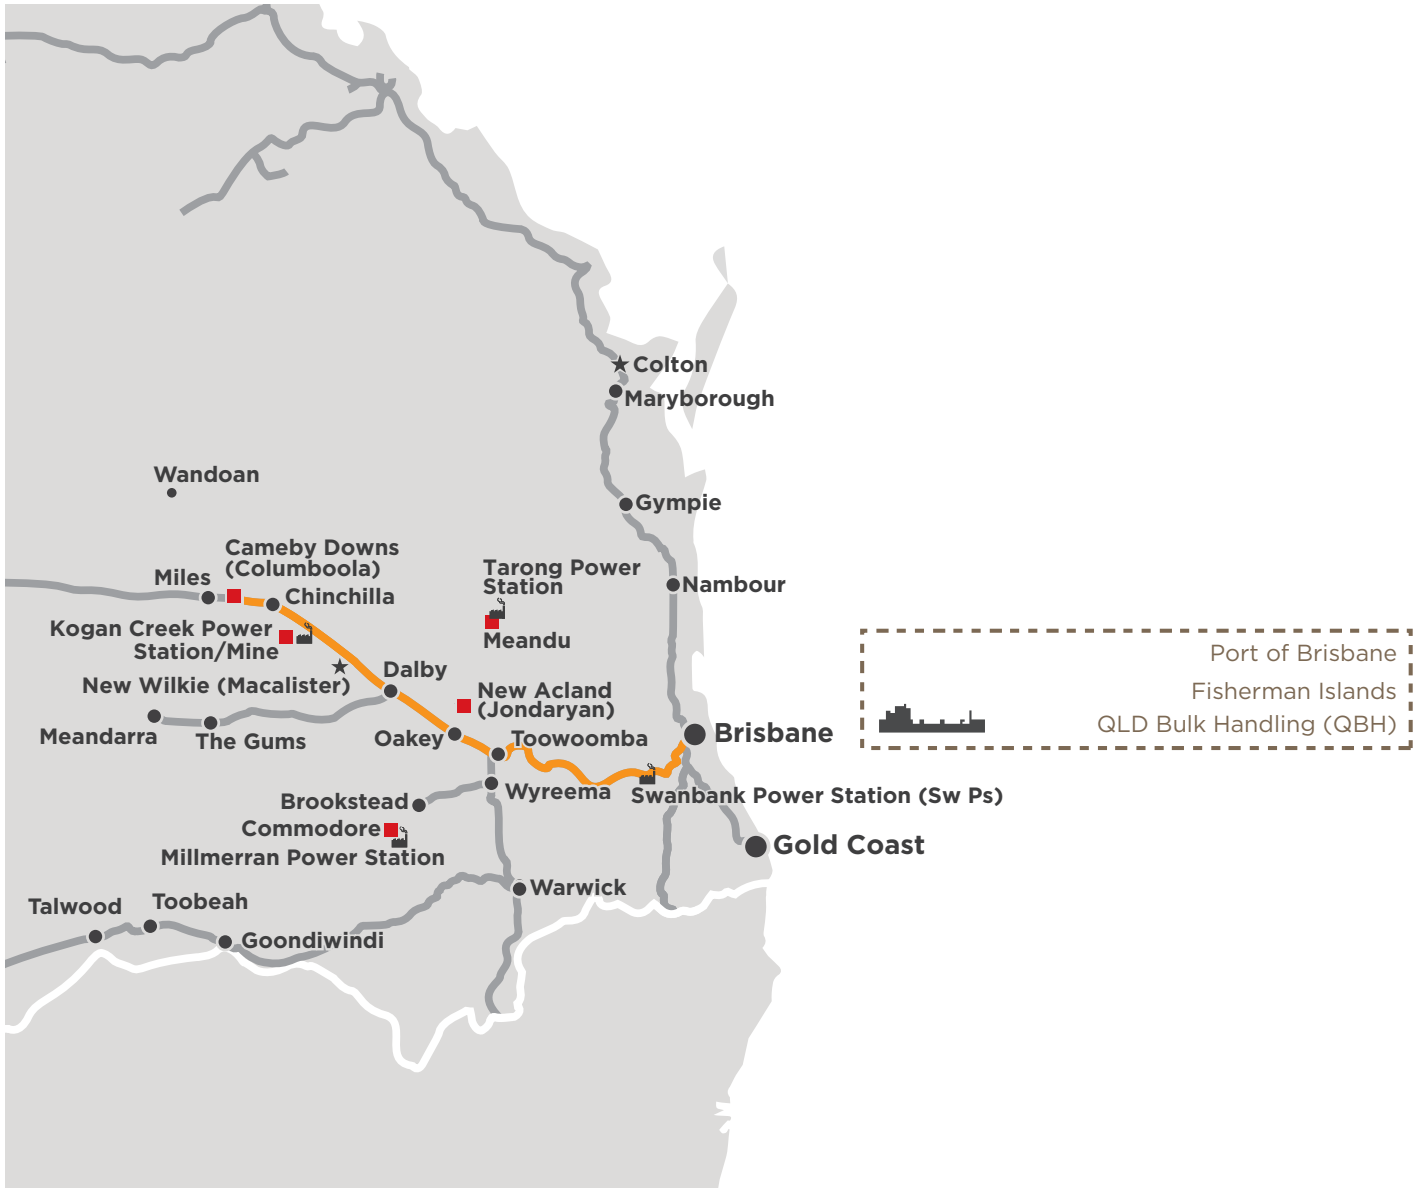 Colton
Maryborough
Wandoan
Gympie
Cameby Downs
(Columboola)
Miles
Chinchilla
Tarong Power
Station
Meandu
Nambour
Kogan Creek Power
Station/Mine
Dalby
New Wilkie (Macalister)
New Acland
(Jondaryan)
Meandarra
The Gums
Oakey
Toowoomba
Brisbane
Port of Brisbane
Fisherman Islands
QLD Bulk Handling (QBH)
Wyreema
Swanbank Power Station (Sw Ps)
Brookstead
Commodore
Millmerran Power Station
Gold Coast
Warwick
Talwood
Toobeah
Goondiwindi